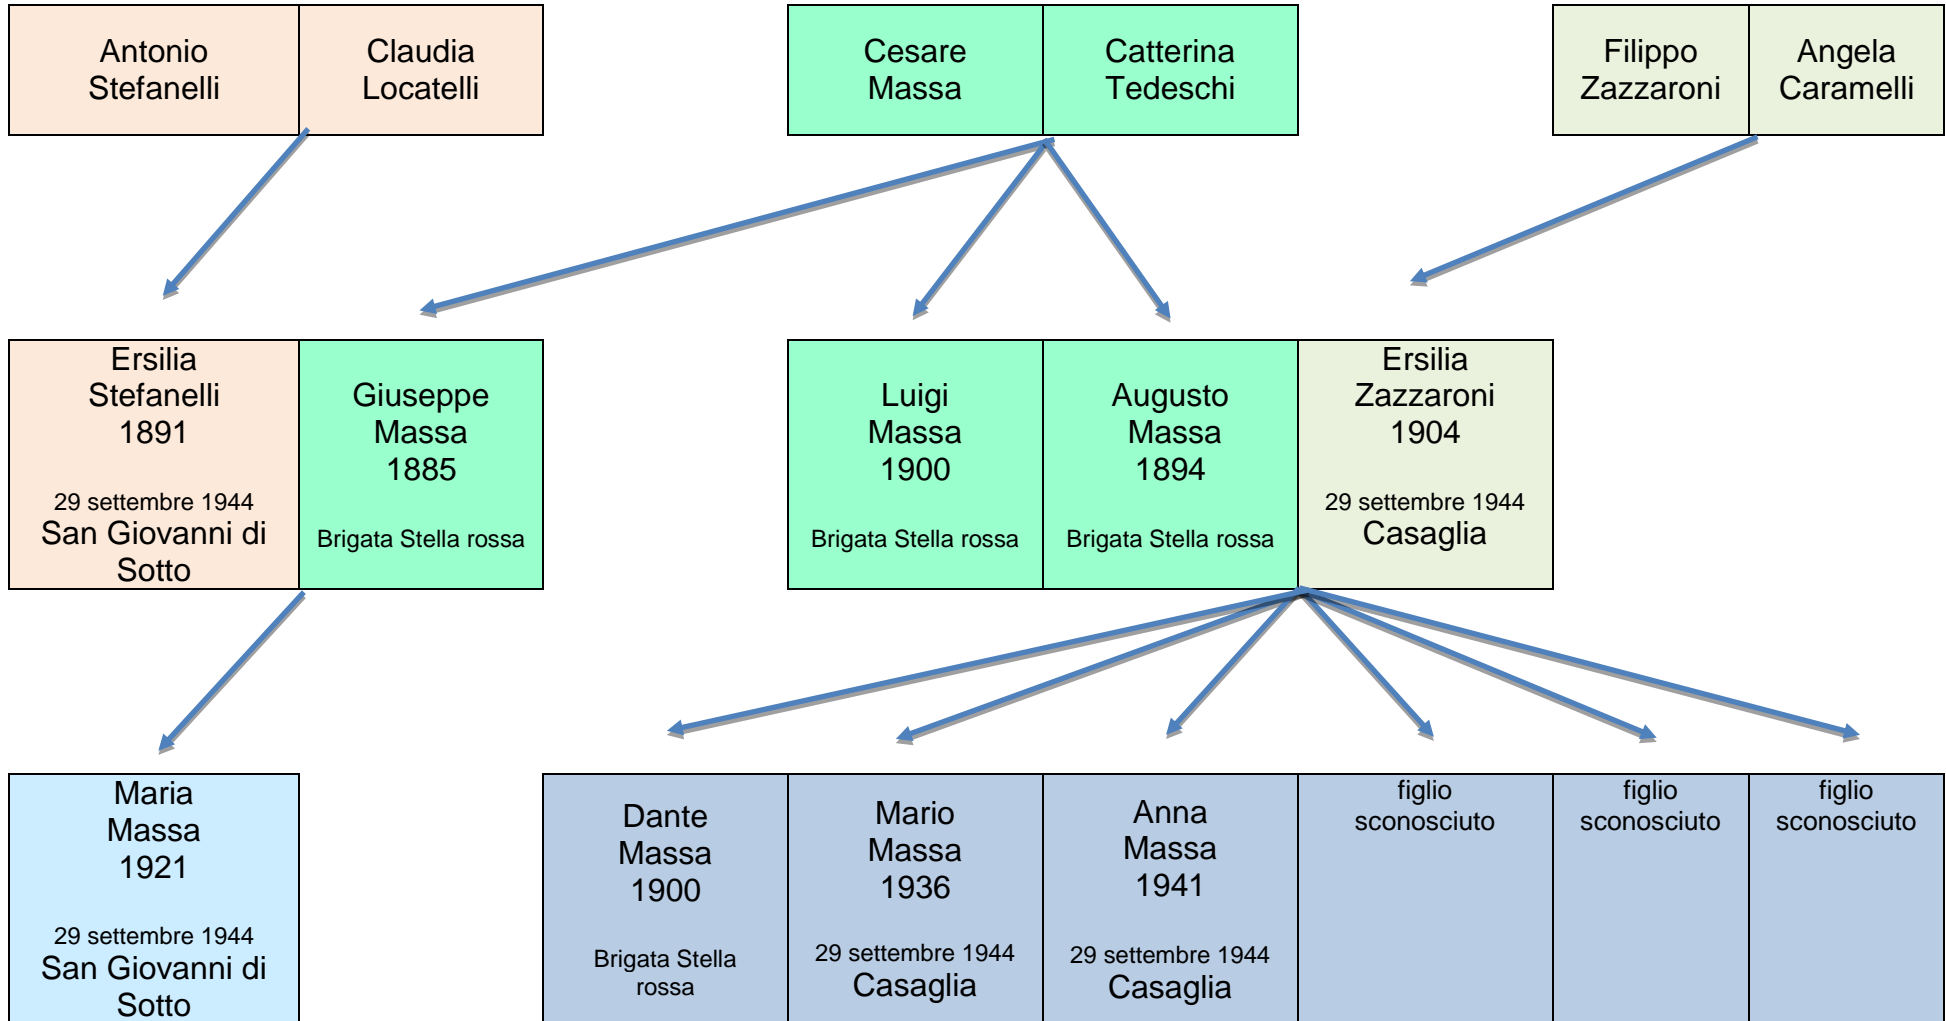 Antonio
Stefanelli
Claudia
Locatelli
Cesare
Massa
Catterina
Tedeschi
Filippo
Zazzaroni
Angela
Caramelli
Ersilia
Stefanelli
1891
29 settembre 1944
San Giovanni di
Sotto
Giuseppe
Massa
1885
Brigata Stella rossa
Luigi
Massa
1900
Brigata Stella rossa
Augusto
Massa
1894
Brigata Stella rossa
Ersilia
Zazzaroni
1904
29 settembre 1944
Casaglia
Maria
Massa
1921
29 settembre 1944
San Giovanni di
Sotto
Dante
Massa
1900
Brigata Stella
rossa
Mario
Massa
1936
29 settembre 1944
Casaglia
Anna
Massa
1941
29 settembre 1944
Casaglia
figlio
sconosciuto
figlio
sconosciuto
figlio
sconosciuto